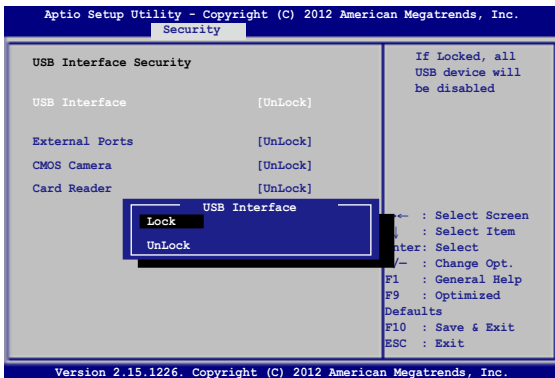 Aptio Setup Utility - Copyright (C) 2012 American Megatrends, Inc.
Security
USB Interface Security
USB Interface [UnLock]
External Ports [UnLock]
CMOS Camera [UnLock]
Card Reader [UnLock]
USB Interface
Lock
UnLock
If Locked, all
USB device will
be disabled
← : Select Screen
: Select Item
nter: Select
/— : Change Opt.
F1 : General Help
F9 : Optimized
Defaults
F10 : Save & Exit
ESC : Exit
Version 2.15.1226. Copyright (C) 2012 American Megatrends, Inc.